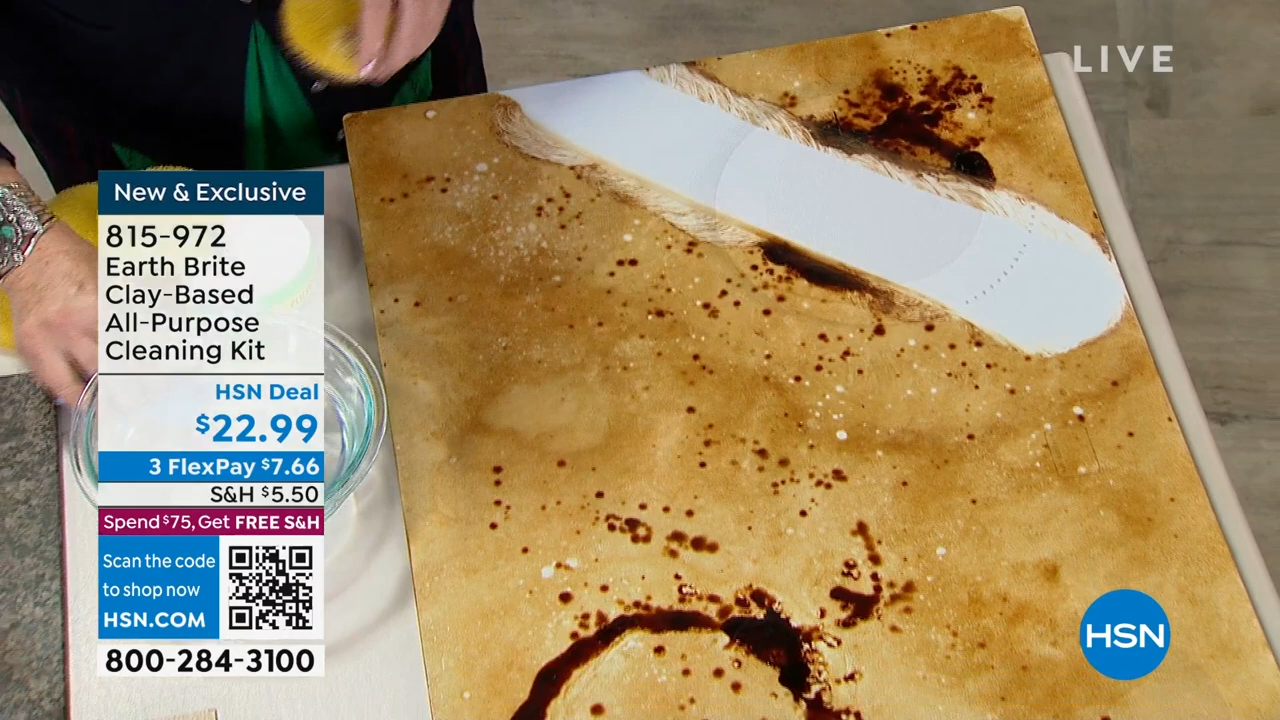 LIVE
New & Exclusive
815-972
Earth Brite
Clay-Based
All-Purpose
Cleaning Kit
HSN Deal
$22.99
3 FlexPay $7.66
S&H $5.50
Spend $75, Get FREE S&H
Scan the code
to shop now
HSN.COM
800-284-3100
HSN